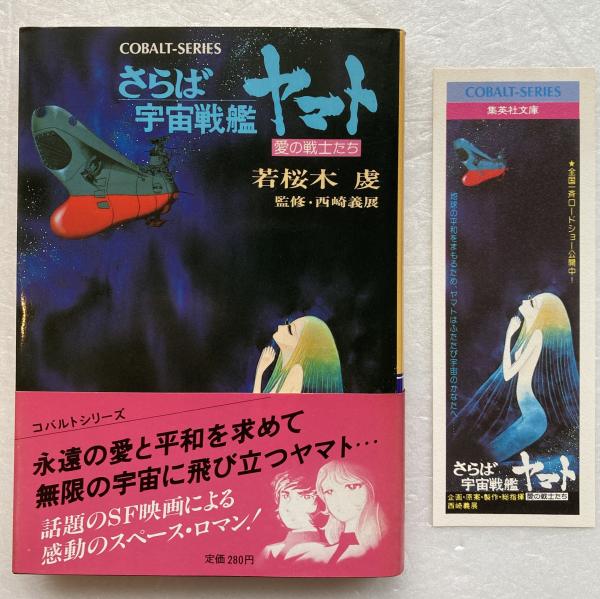 COBALT-SERIES
さらば
宇宙戦艦
ヤマト
愛の戦士たち
若桜木 虔
監修・西崎義展
コバルトシリーズ
永遠の愛と平和を求めて
無限の宇宙に飛び立つヤマト…
話題のSF映画による
感動のスペース・ロマン!
定価 280円
COBALT-SERIES
集英社文庫
★全国一斉ロードショー公開中!
地球の平和をまもるため、ヤマトはふたたび宇宙のかなたへ
さらば
宇宙戦艦
ヤマト
愛の戦士たち
企画・原案・製作・総指揮
西崎義展